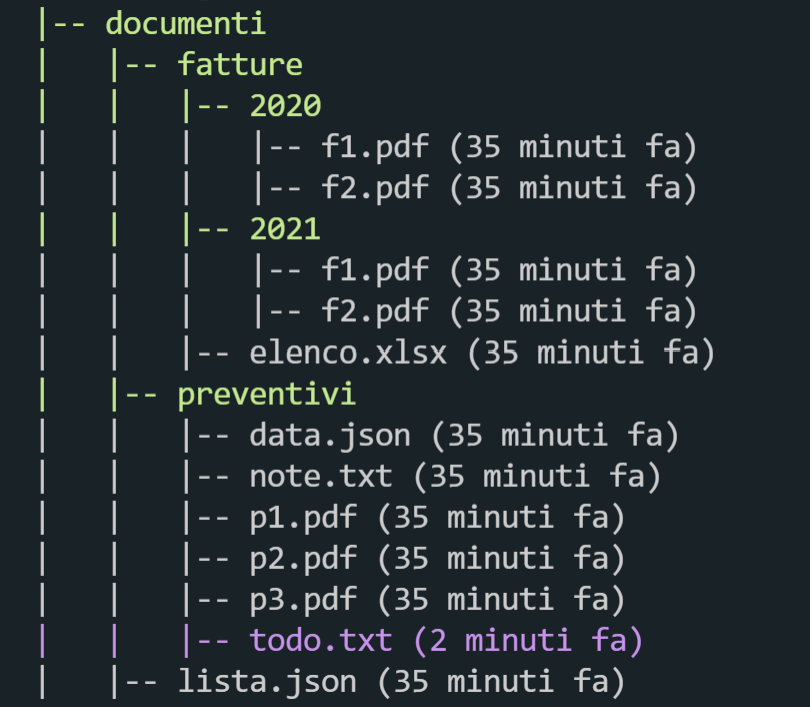 |-- documenti
|   |-- fatture
|   |   |-- 2020
|   |   |   |-- f1.pdf (35 minuti fa)
|   |   |   |-- f2.pdf (35 minuti fa)
|   |   |-- 2021
|   |   |   |-- f1.pdf (35 minuti fa)
|   |   |   |-- f2.pdf (35 minuti fa)
|   |   |-- elenco.xlsx (35 minuti fa)
|   |-- preventivi
|   |   |-- data.json (35 minuti fa)
|   |   |-- note.txt (35 minuti fa)
|   |   |-- p1.pdf (35 minuti fa)
|   |   |-- p2.pdf (35 minuti fa)
|   |   |-- p3.pdf (35 minuti fa)
|   |   |-- todo.txt (2 minuti fa)
|   |-- lista.json (35 minuti fa)